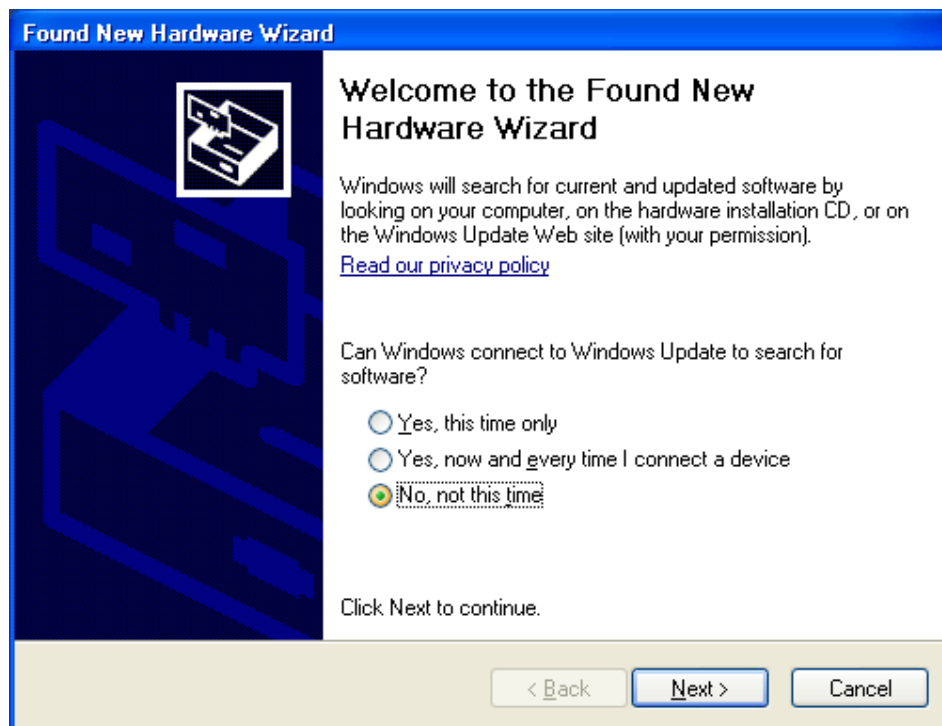 Found New Hardware Wizard
Welcome to the Found New
Hardware Wizard
Windows will search for current and updated software by
looking on your computer, on the hardware installation CD, or on
the Windows Update Web site (with your permission).
Read our privacy policy
Can Windows connect to Windows Update to search for
software?
Yes, this time only
Yes, now and every time I connect a device
No, not this time
Click Next to continue.
< Back
Next >
Cancel